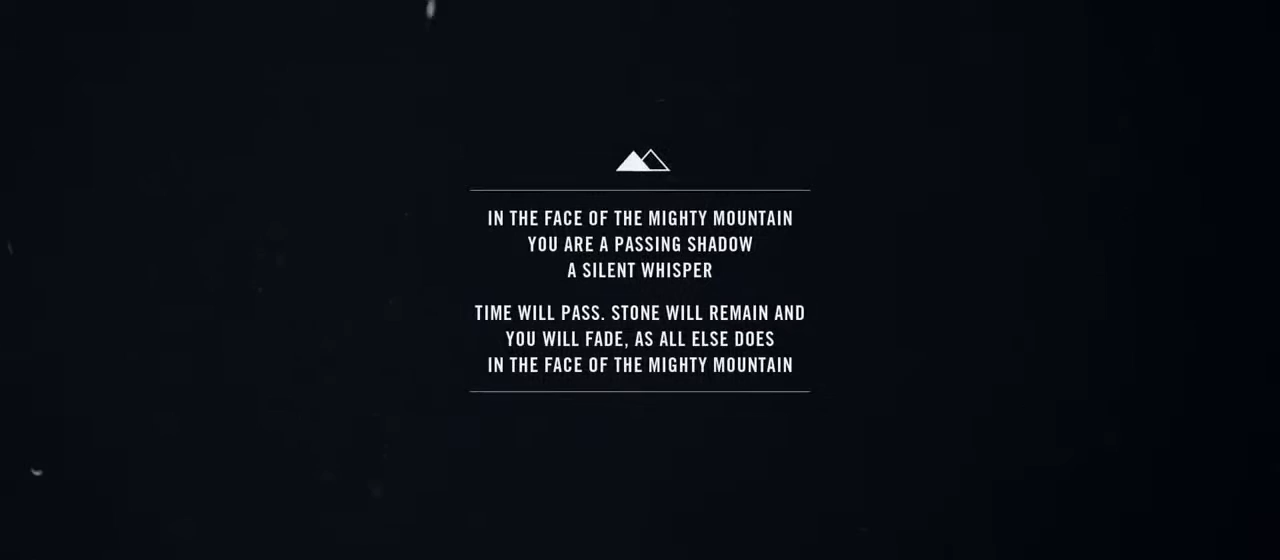 IN THE FACE OF THE MIGHTY MOUNTAIN
YOU ARE A PASSING SHADOW
A SILENT WHISPER
TIME WILL PASS. STONE WILL REMAIN AND
YOU WILL FADE, AS ALL ELSE DOES
IN THE FACE OF THE MIGHTY MOUNTAIN